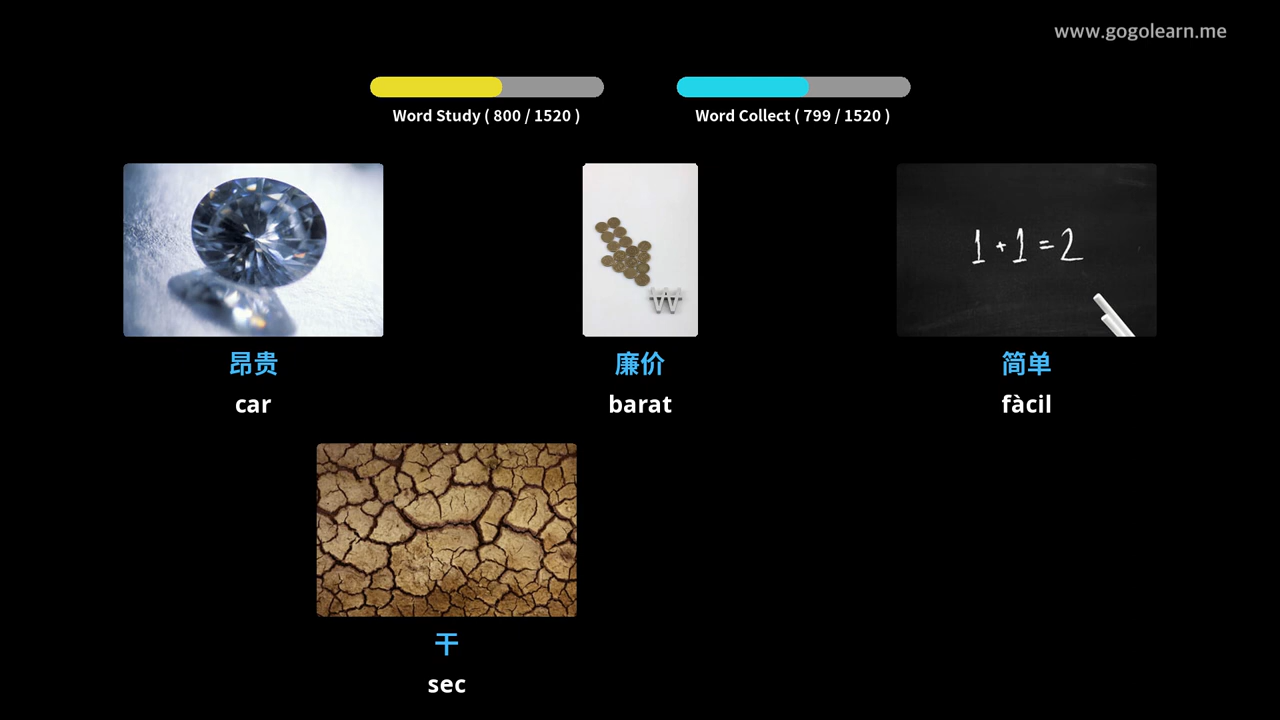 www.gogolearn.me
Word Study ( 800 / 1520 )
Word Collect ( 799 / 1520 )
1 + 1 = 2
₩
昂贵
廉价
简单
car
barat
fàcil
干
sec